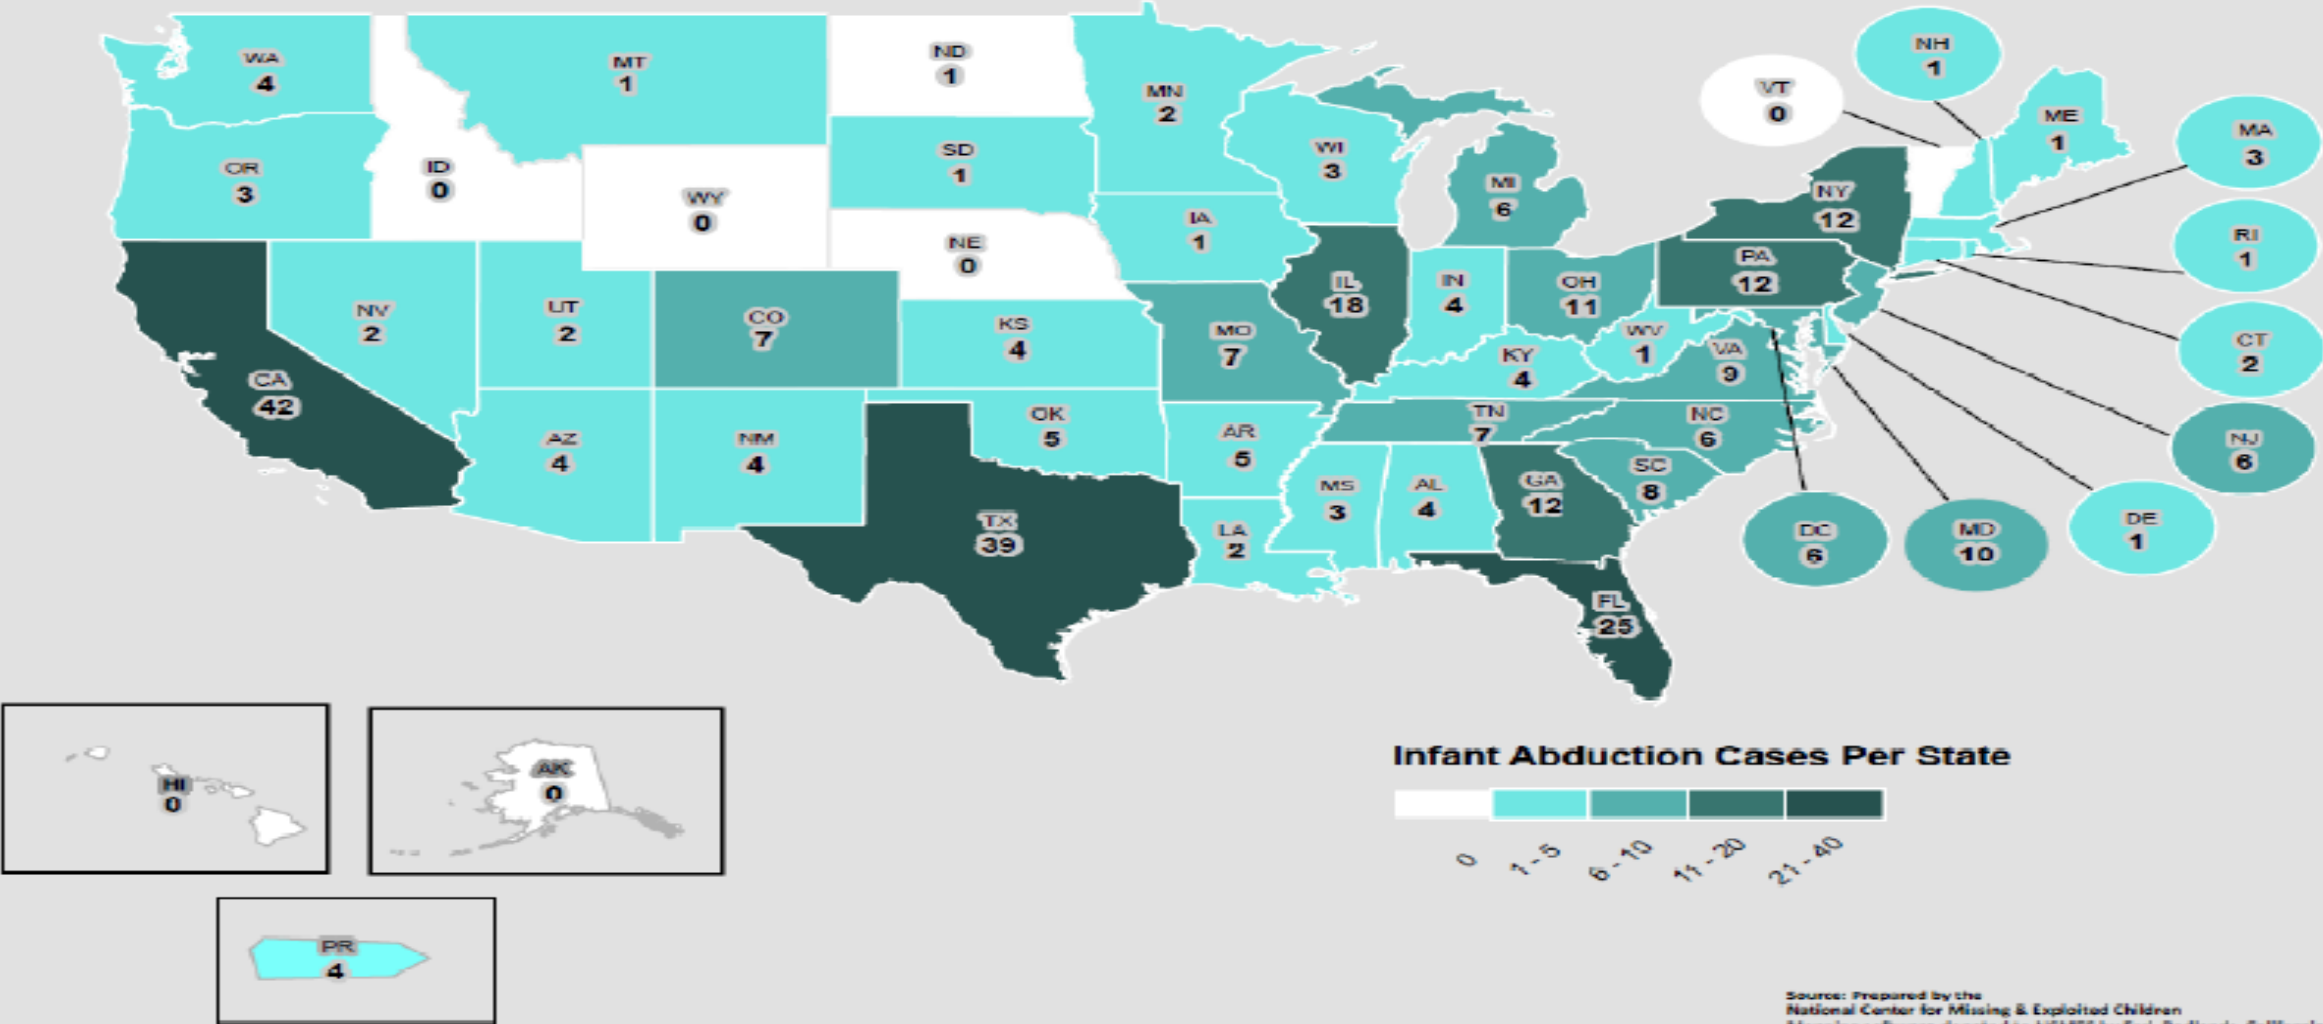 WA
4
MT
1
ND
1
MN
2
VT
0
NH
1
ME
1
MA
3
OR
3
ID
0
WY
0
SD
1
WI
3
MI
6
NY
12
RI
1
NE
0
IA
1
IL
18
IN
4
OH
11
PA
12
CT
2
NV
2
UT
2
CO
7
KS
4
MO
7
KY
4
WV
1
VA
9
NJ
6
CA
42
AZ
4
NM
4
OK
5
AR
5
TN
7
NC
6
TX
39
LA
2
MS
3
AL
4
GA
12
SC
8
DC
6
MD
10
DE
1
FL
25
HI
0
AK
0
PR
4
Infant Abduction Cases Per State
0
1 - 5
6 - 10
11 - 20
21 - 40
Source: Prepared by the
National Center for Missing & Exploited Children